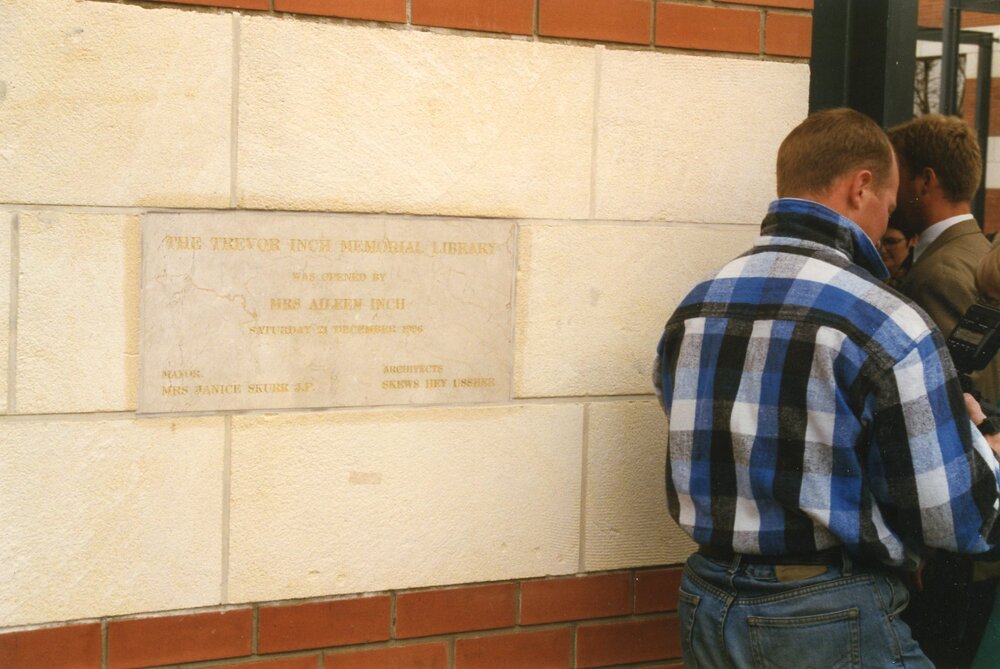 THE TREVOR INCH MEMORIAL LIBRARY
WAS OPENED BY
MRS AILEEN INCH
SATURDAY 21 DECEMBER 1996
MAYOR.
MRS JANICE SKURR J.P.
ARCHITECTS
SKEWS HEY USSHER